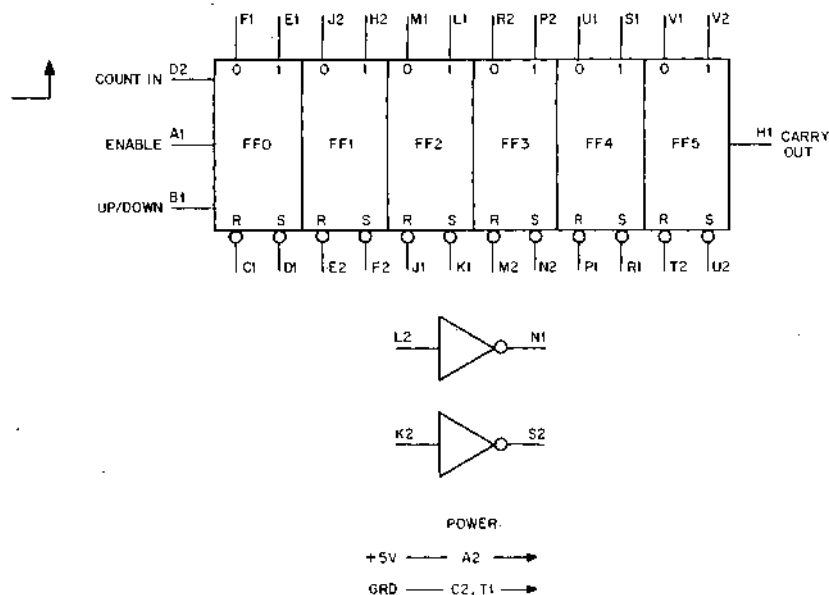 F1 E1 J2 H2 M1 L1 R2 P2 U1 S1 V1 V2
COUNT IN D2
0 1 0 1 0 1 0 1 0 1 0 1
ENABLE A1 FF0 FF1 FF2 FF3 FF4 FF5 H1 CARRY
OUT
UP/DOWN B1
R S R S R S R S R S R S
C1 D1 E2 F2 J1 K1 M2 N2 P1 R1 T2 U2
L2 N1
K2 S2
POWER
+5V A2
GRD C2, T1